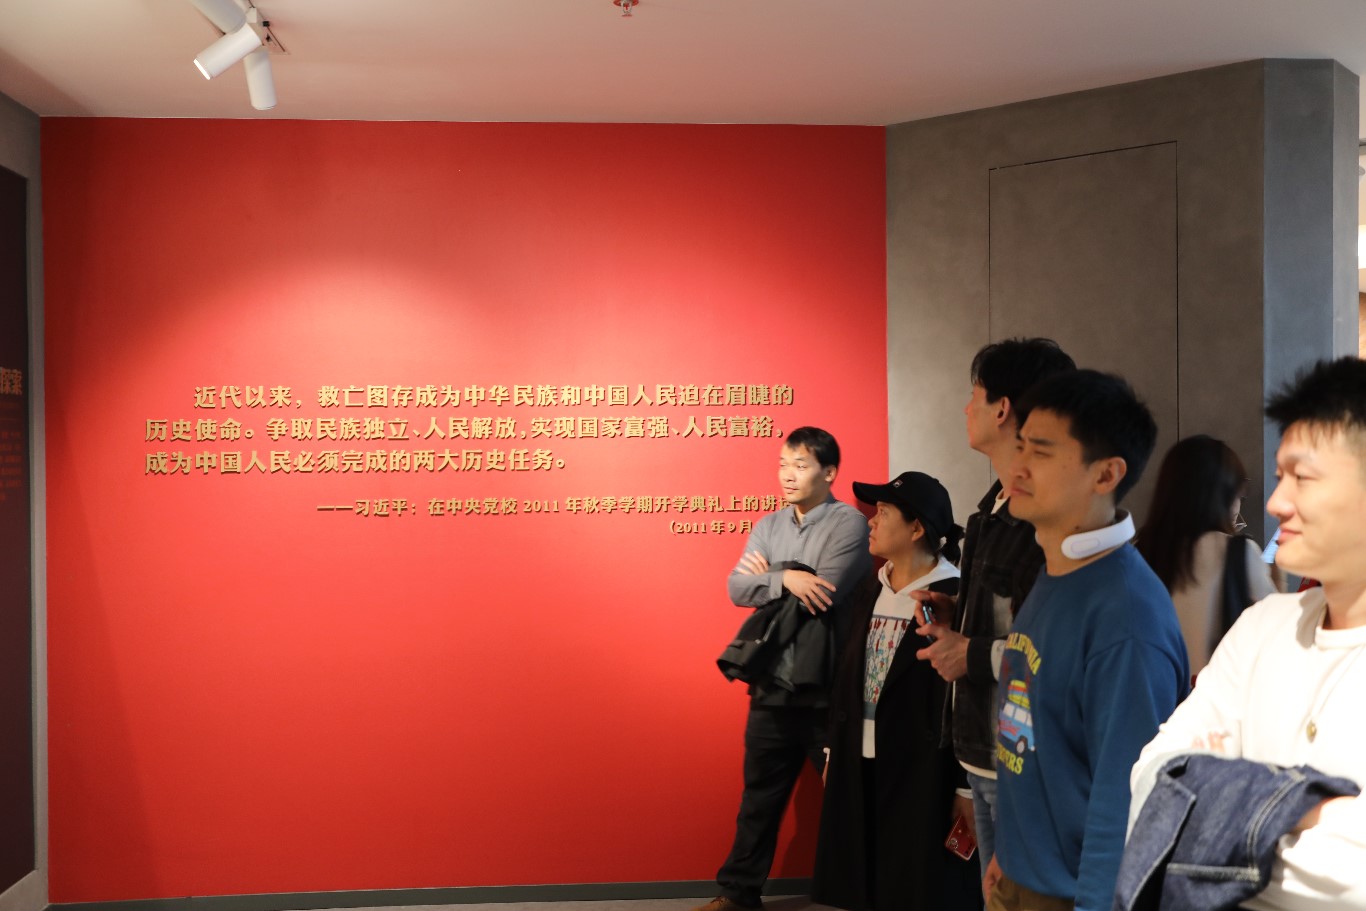 近代以来，救亡图存成为中华民族和中国人民迫在眉睫的
历史使命。争取民族独立、人民解放，实现国家富强、人民富裕，
成为中国人民必须完成的两大历史任务。
——习近平：在中央党校2011年秋季学期开学典礼上的讲话
（2011年9月
探索
CALIFORNIA